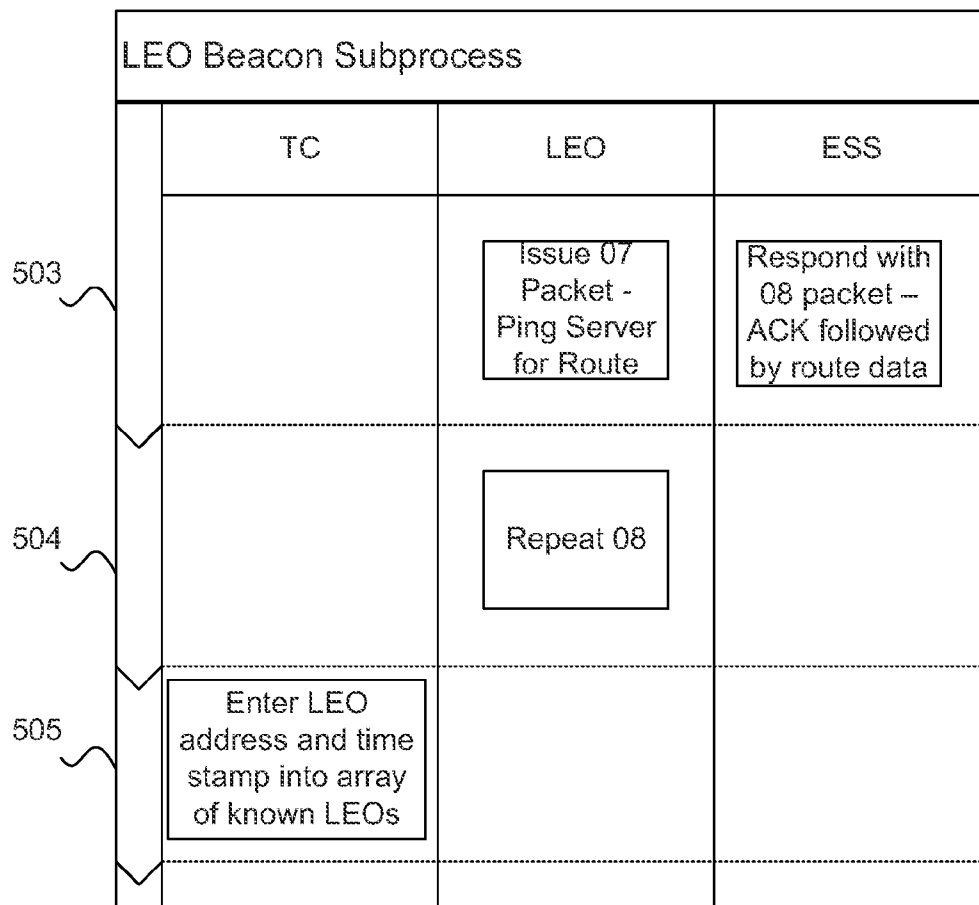 LEO Beacon Subprocess
TC
LEO
ESS
503
Issue 07
Packet -
Ping Server
for Route
Respond with
08 packet –
ACK followed
by route data
504
Repeat 08
505
Enter LEO
address and time
stamp into array
of known LEOs